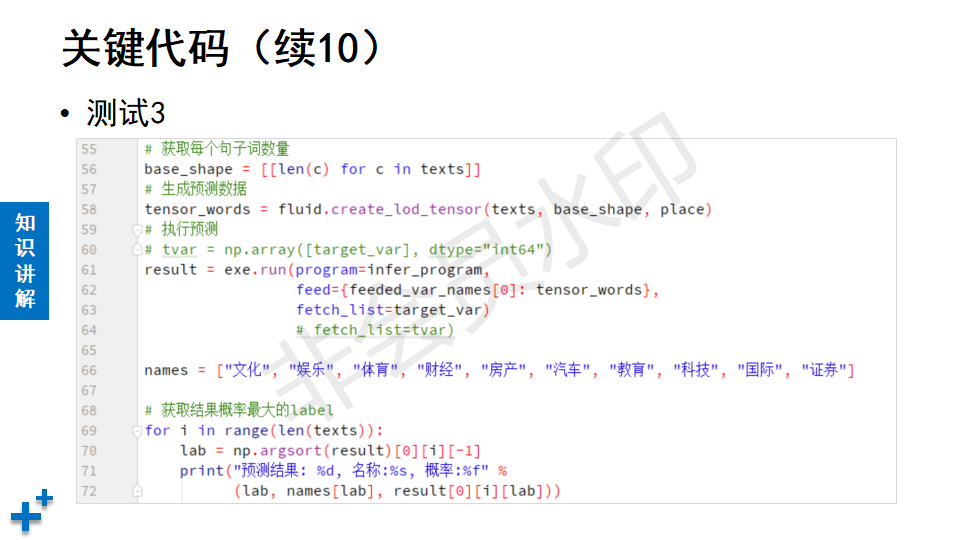 关键代码（续10）
• 测试3
知识讲解
55 # 获取每个句子词数量
56 base_shape = [[len(c) for c in texts]]
57 # 生成预测数据
58 tensor_words = fluid.create_lod_tensor(texts, base_shape, place)
59 # 执行预测
60 # tvar = np.array([target_var], dtype="int64")
61 result = exe.run(program=infer_program,
62 feed={feeded_var_names[0]: tensor_words},
63 fetch_list=target_var)
64 # fetch_list=tvar)
65
66 names = ["文化", "娱乐", "体育", "财经", "房产", "汽车", "教育", "科技", "国际", "证券"]
67
68 # 获取结果概率最大的label
69 for i in range(len(texts)):
70 lab = np.argsort(result)[0][i][-1]
71 print("预测结果: %d, 名称:%s, 概率:%f" %
72 (lab, names[lab], result[0][i][lab]))
非会员水印